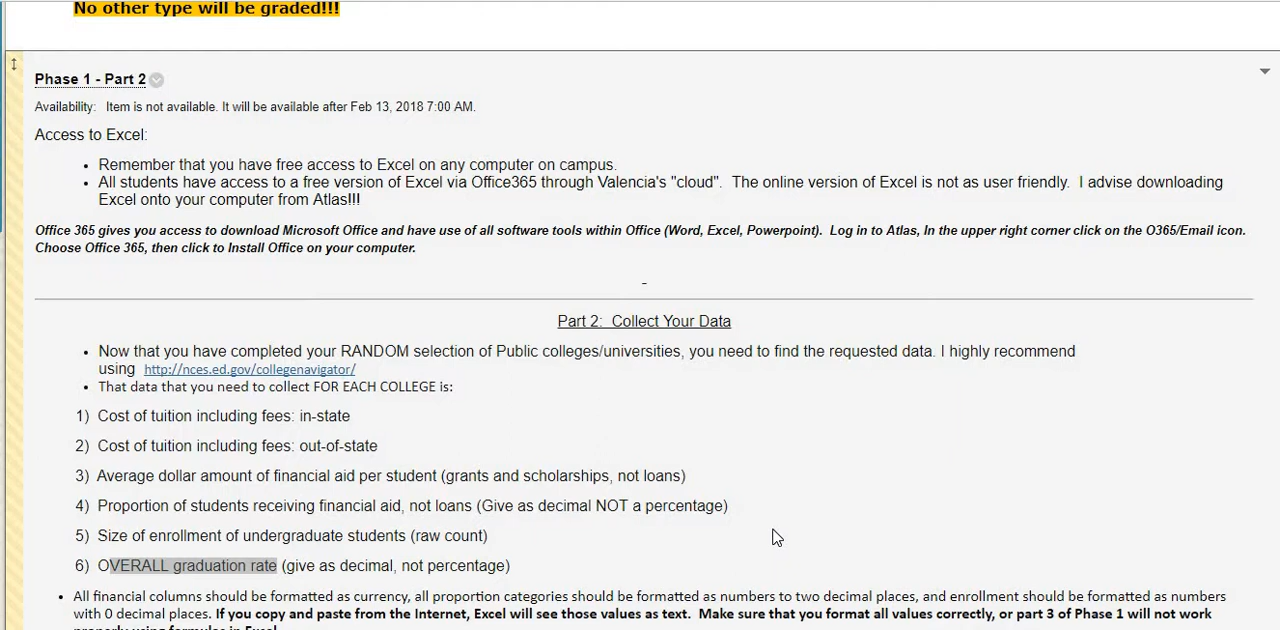 No other type will be graded!!!
Phase 1 - Part 2
Availability: Item is not available. It will be available after Feb 13, 2018 7:00 AM.
Access to Excel:
• Remember that you have free access to Excel on any computer on campus.
• All students have access to a free version of Excel via Office365 through Valencia's "cloud". The online version of Excel is not as user friendly. I advise downloading
Excel onto your computer from Atlas!!!
Office 365 gives you access to download Microsoft Office and have use of all software tools within Office (Word, Excel, Powerpoint). Log in to Atlas, In the upper right corner click on the O365/Email icon.
Choose Office 365, then click to Install Office on your computer.
-
Part 2: Collect Your Data
• Now that you have completed your RANDOM selection of Public colleges/universities, you need to find the requested data. I highly recommend
using http://nces.ed.gov/collegenavigator/
• That data that you need to collect FOR EACH COLLEGE is:
1) Cost of tuition including fees: in-state
2) Cost of tuition including fees: out-of-state
3) Average dollar amount of financial aid per student (grants and scholarships, not loans)
4) Proportion of students receiving financial aid, not loans (Give as decimal NOT a percentage)
5) Size of enrollment of undergraduate students (raw count)
6) OVERALL graduation rate (give as decimal, not percentage)
• All financial columns should be formatted as currency, all proportion categories should be formatted as numbers to two decimal places, and enrollment should be formatted as numbers
with 0 decimal places. If you copy and paste from the Internet, Excel will see those values as text. Make sure that you format all values correctly, or part 3 of Phase 1 will not work
properly using formulas in Excel.